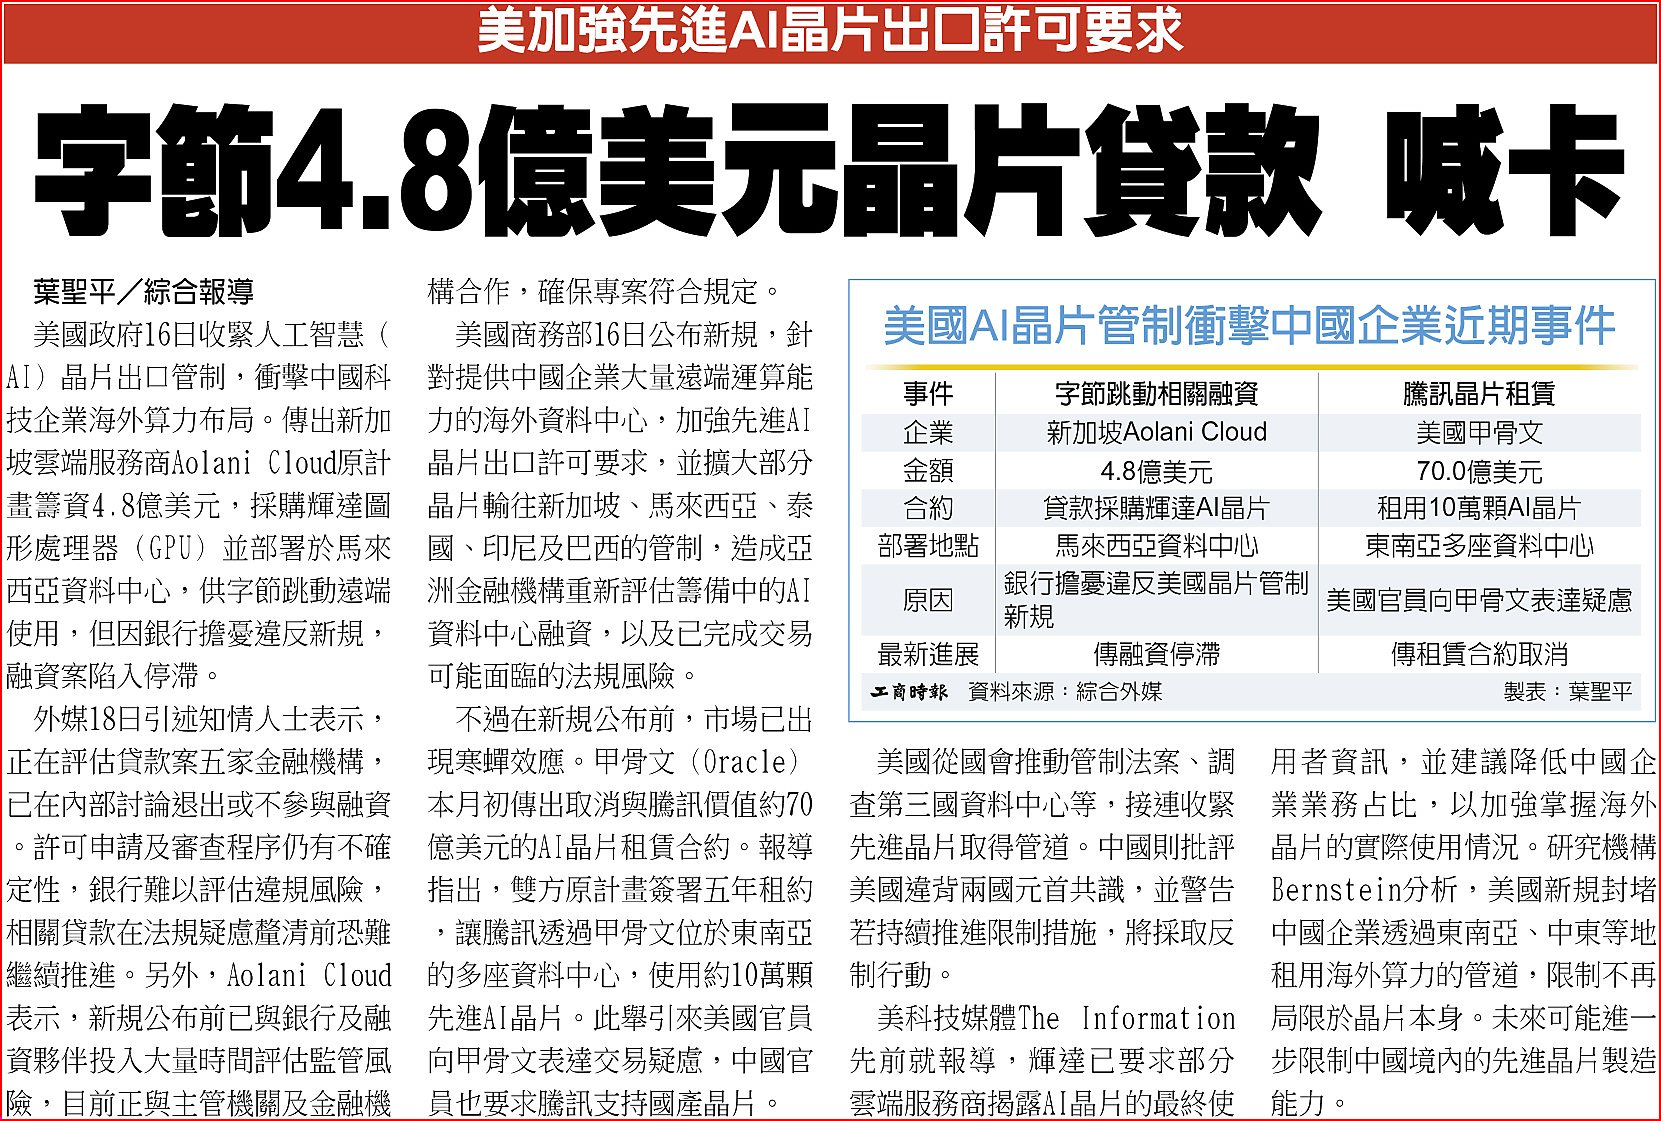 美加強先進AI晶片出口許可要求
字節4.8億美元晶片貸款 喊卡
葉聖平／綜合報導
美國政府16日收緊人工智慧（
AI）晶片出口管制，衝擊中國科
技企業海外算力布局。傳出新加
坡雲端服務商Aolani Cloud原計
畫籌資4.8億美元，採購輝達圖
形處理器（GPU）並部署於馬來
西亞資料中心，供字節跳動遠端
使用，但因銀行擔憂違反新規，
融資案陷入停滯。
外媒18日引述知情人士表示，
正在評估貸款案五家金融機構，
已在內部討論退出或不參與融資
。許可申請及審查程序仍有不確
定性，銀行難以評估違規風險，
相關貸款在法規疑慮釐清前恐難
繼續推進。另外，Aolani Cloud
表示，新規公布前已與銀行及融
資夥伴投入大量時間評估監管風
險，目前正與主管機關及金融機
構合作，確保專案符合規定。
美國商務部16日公布新規，針
對提供中國企業大量遠端運算能
力的海外資料中心，加強先進AI
晶片出口許可要求，並擴大部分
晶片輸往新加坡、馬來西亞、泰
國、印尼及巴西的管制，造成亞
洲金融機構重新評估籌備中的AI
資料中心融資，以及已完成交易
可能面臨的法規風險。
不過在新規公布前，市場已出
現寒蟬效應。甲骨文（Oracle）
本月初傳出取消與騰訊價值約70
億美元的AI晶片租賃合約。報導
指出，雙方原計畫簽署五年租約
，讓騰訊透過甲骨文位於東南亞
的多座資料中心，使用約10萬顆
先進AI晶片。此舉引來美國官員
向甲骨文表達交易疑慮，中國官
員也要求騰訊支持國產晶片。
美國AI晶片管制衝擊中國企業近期事件
事件 字節跳動相關融資 騰訊晶片租賃
企業 新加坡Aolani Cloud 美國甲骨文
金額 4.8億美元 70.0億美元
合約 貸款採購輝達AI晶片 租用10萬顆AI晶片
部署地點 馬來西亞資料中心 東南亞多座資料中心
原因 銀行擔憂違反美國晶片管制
新規 美國官員向甲骨文表達疑慮
最新進展 傳融資停滯 傳租賃合約取消
工商時報 資料來源：綜合外媒 製表：葉聖平
美國從國會推動管制法案、調
查第三國資料中心等，接連收緊
先進晶片取得管道。中國則批評
美國違背兩國元首共識，並警告
若持續推進限制措施，將採取反
制行動。
美科技媒體The Information
先前就報導，輝達已要求部分
雲端服務商揭露AI晶片的最終使
用者資訊，並建議降低中國企
業業務占比，以加強掌握海外
晶片的實際使用情況。研究機構
Bernstein分析，美國新規封堵
中國企業透過東南亞、中東等地
租用海外算力的管道，限制不再
局限於晶片本身。未來可能進一
步限制中國境內的先進晶片製造
能力。